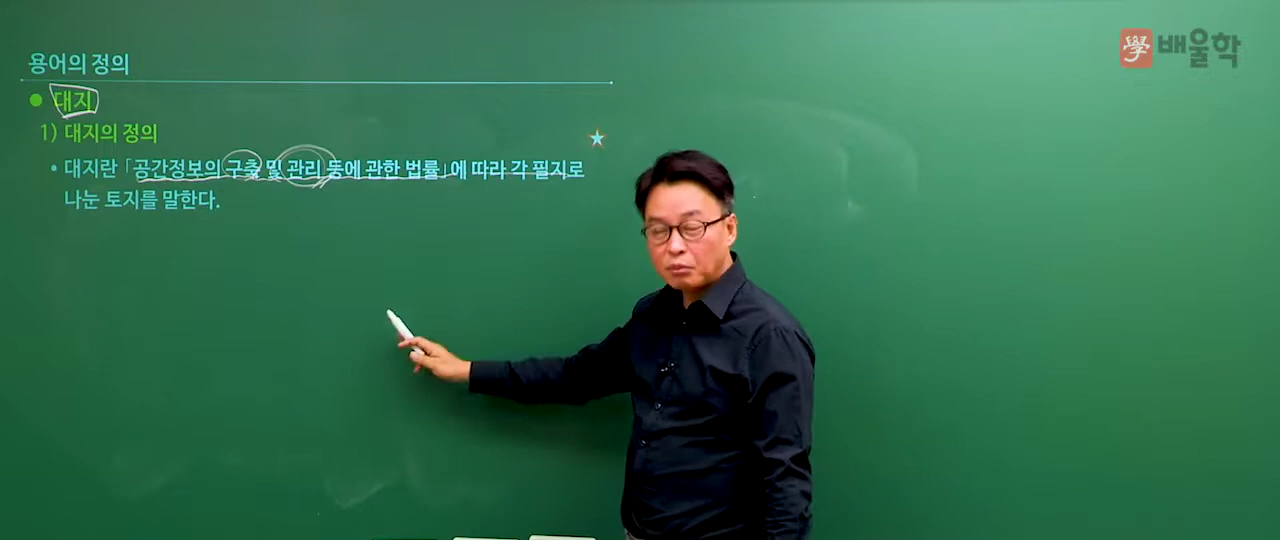 學 배울학
용어의 정의
● 대지
1) 대지의 정의
• 대지란 「공간정보의 구축 및 관리 등에 관한 법률」에 따라 각 필지로
나눈 토지를 말한다.